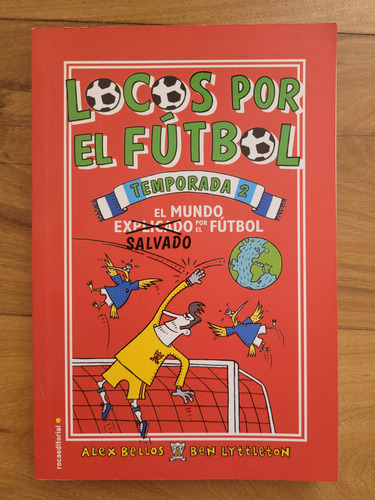 LOCOS POR
EL FÚTBOL
TEMPORADA 2
EL MUNDO
EXPLICADO POR EL FÚTBOL
SALVADO
ALEX BELLOS BEN LYTTLETON
rocaeditorial